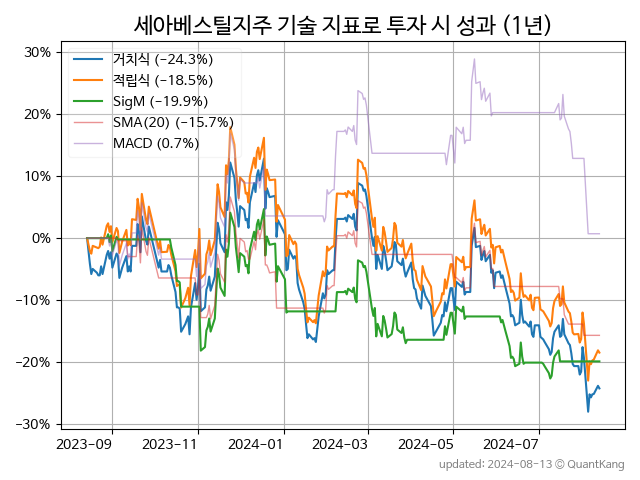 세아베스틸지주 기술 지표로 투자 시 성과 (1년)
거치식 (−24.3%)
적립식 (−18.5%)
SigM (−19.9%)
SMA(20) (−15.7%)
MACD (0.7%)
30%
20%
10%
0%
−10%
−20%
−30%
2023-09 2023-11 2024-01 2024-03 2024-05 2024-07
updated: 2024-08-13 © QuantKang